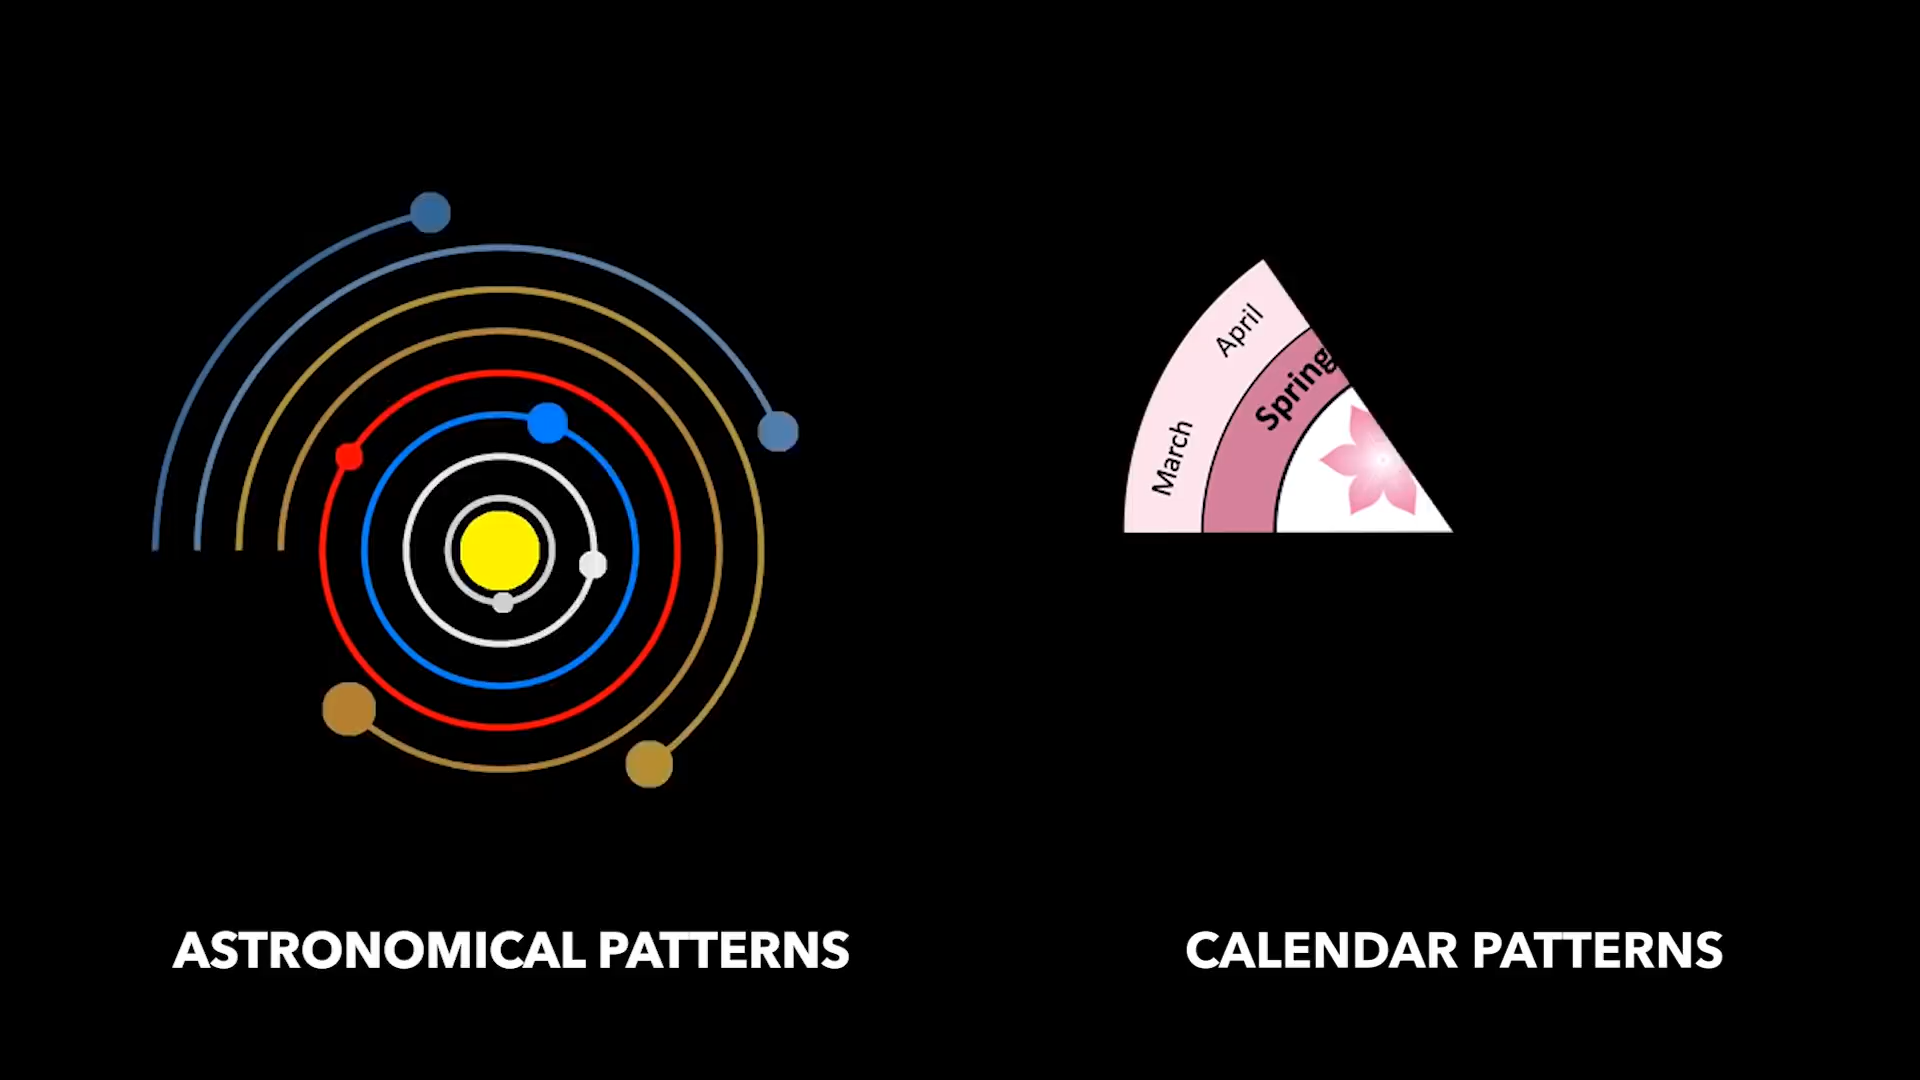 April
March
Spring
ASTRONOMICAL PATTERNS
CALENDAR PATTERNS